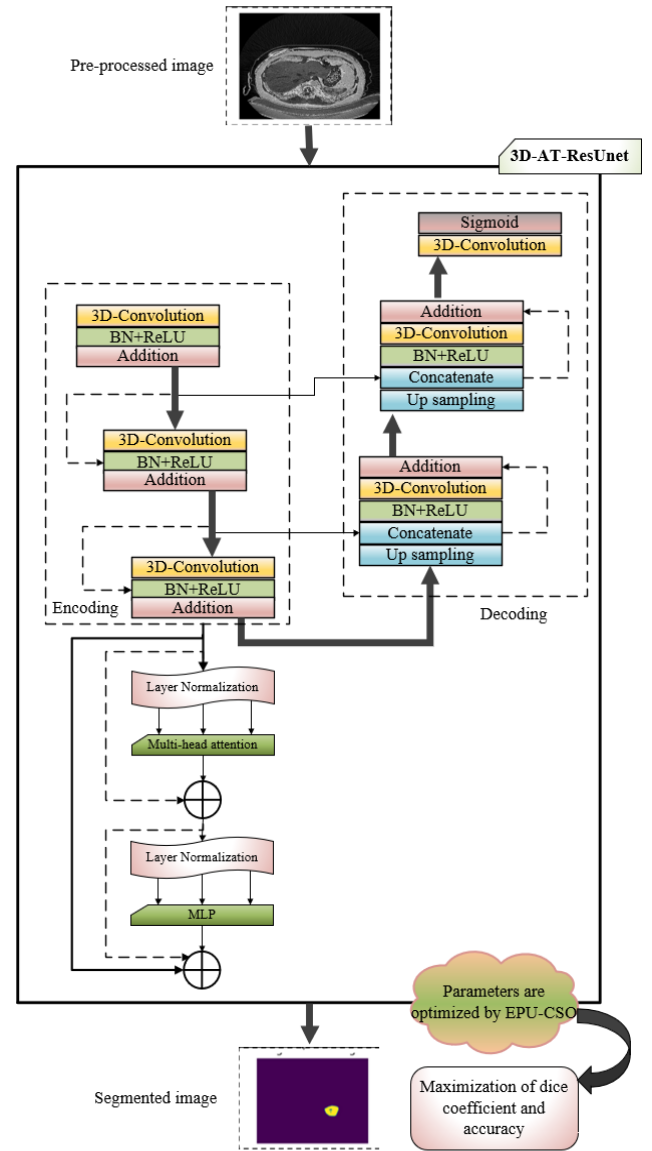 Pre-processed image
3D-AT-ResUnet
Sigmoid
3D-Convolution
3D-Convolution
BN+ReLU
Addition
Addition
3D-Convolution
BN+ReLU
Concatenate
Up sampling
3D-Convolution
BN+ReLU
Addition
Addition
3D-Convolution
BN+ReLU
Concatenate
Up sampling
3D-Convolution
BN+ReLU
Addition
Encoding
Decoding
Layer Normalization
Multi-head attention
Layer Normalization
MLP
Parameters are
optimized by EPU-CSO
Segmented image
Maximization of dice
coefficient and
accuracy